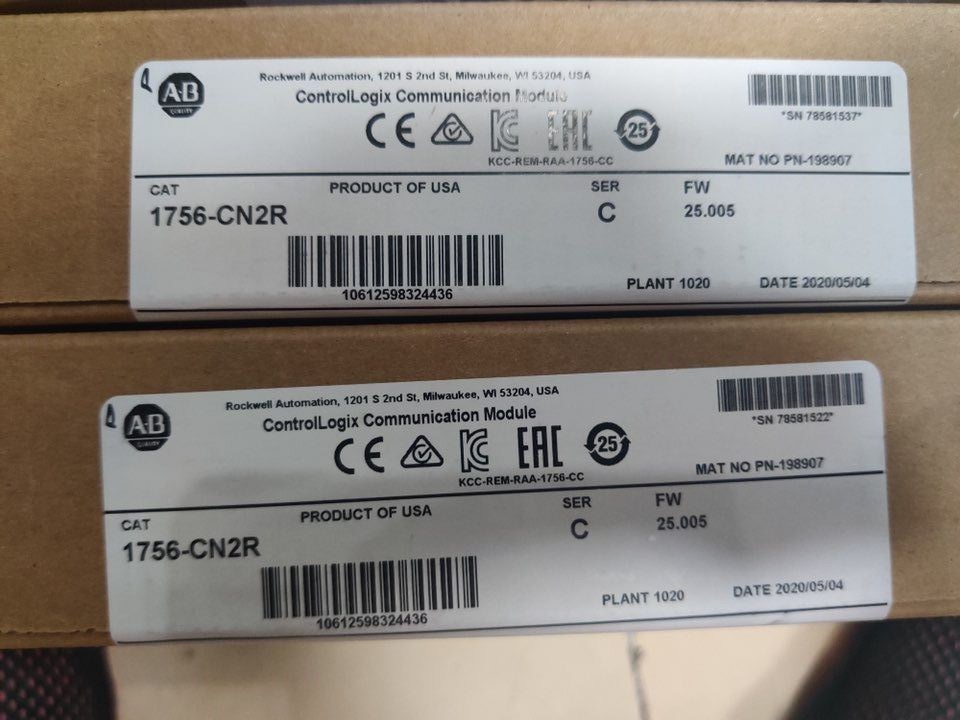 Rockwell Automation, 1201 S 2nd St, Milwaukee, WI 53204, USA
A-B
QUALITY
ControlLogix Communication Module
*SN 78581537*
CE KC EAC 25
KCC-REM-RAA-1756-CC
MAT NO PN-198907
CAT PRODUCT OF USA SER FW
1756-CN2R C 25.005
10612598324436
PLANT 1020 DATE 2020/05/04
Rockwell Automation, 1201 S 2nd St, Milwaukee, WI 53204, USA
A-B
QUALITY
ControlLogix Communication Module
*SN 78581522*
CE KC EAC 25
KCC-REM-RAA-1756-CC
MAT NO PN-198907
CAT PRODUCT OF USA SER FW
1756-CN2R C 25.005
10612598324436
PLANT 1020 DATE 2020/05/04